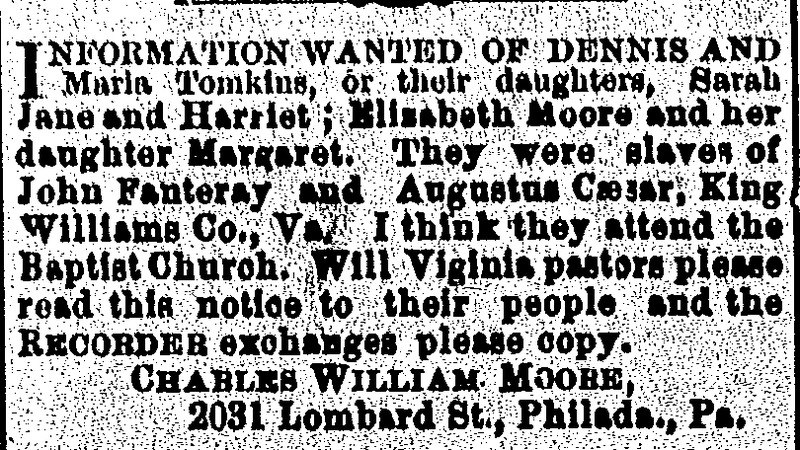 INFORMATION WANTED OF DENNIS AND
Maria Tomkins, or their daughters, Sarah
Jane and Harriet; Elizabeth Moore and her
daughter Margaret. They were slaves of
John Fanteray and Augustus Cæsar, King
Williams Co., Va. I think they attend the
Baptist Church. Will Viginia pastors please
read this notice to their people and the
RECORDER exchanges please copy.
CHARLES WILLIAM MOORE,
2031 Lombard St., Philada., Pa.